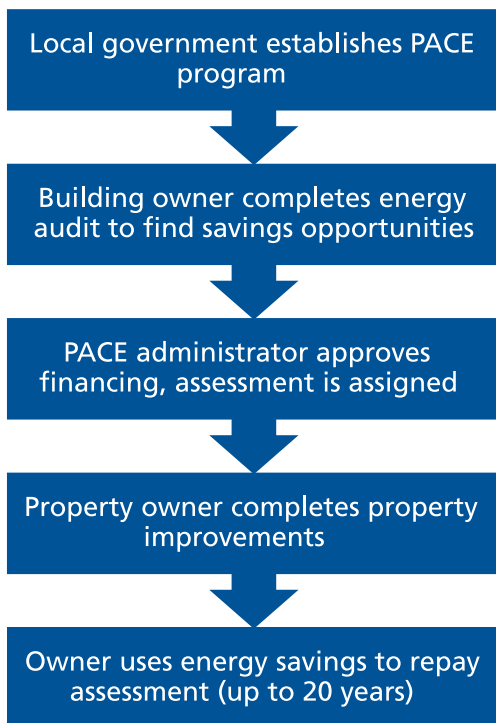 Local government establishes PACE
program
Building owner completes energy
audit to find savings opportunities
PACE administrator approves
financing, assessment is assigned
Property owner completes property
improvements
Owner uses energy savings to repay
assessment (up to 20 years)